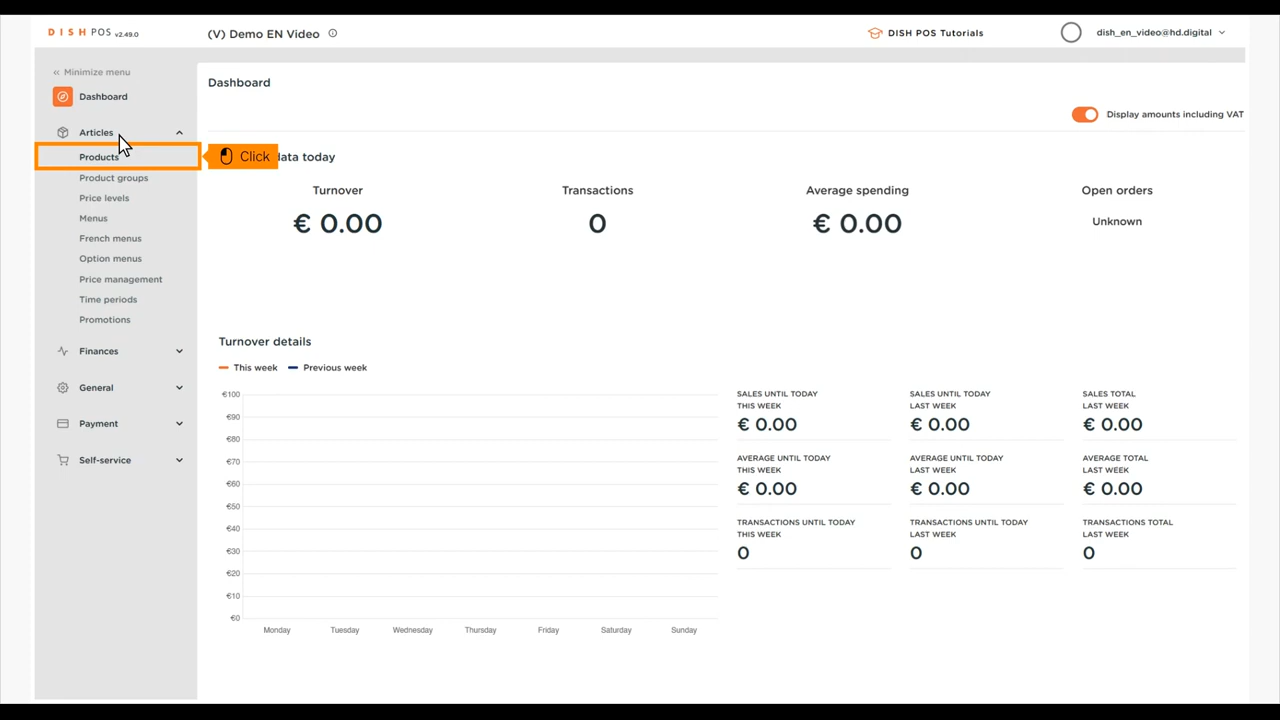 DISH POS v2.49.0
(V) Demo EN Video
DISH POS Tutorials
dish_en_video@hd.digital
« Minimize menu
Dashboard
Articles
Products
Product groups
Price levels
Menus
French menus
Option menus
Price management
Time periods
Promotions
Finances
General
Payment
Self-service
Dashboard
Display amounts including VAT
Click
data today
Turnover
€ 0.00
Transactions
0
Average spending
€ 0.00
Open orders
Unknown
Turnover details
This week
Previous week
€100
€90
€80
€70
€60
€50
€40
€30
€20
€10
€0
Monday
Tuesday
Wednesday
Thursday
Friday
Saturday
Sunday
SALES UNTIL TODAY
THIS WEEK
€ 0.00
SALES UNTIL TODAY
LAST WEEK
€ 0.00
SALES TOTAL
LAST WEEK
€ 0.00
AVERAGE UNTIL TODAY
THIS WEEK
€ 0.00
AVERAGE UNTIL TODAY
LAST WEEK
€ 0.00
AVERAGE TOTAL
LAST WEEK
€ 0.00
TRANSACTIONS UNTIL TODAY
THIS WEEK
0
TRANSACTIONS UNTIL TODAY
LAST WEEK
0
TRANSACTIONS TOTAL
LAST WEEK
0